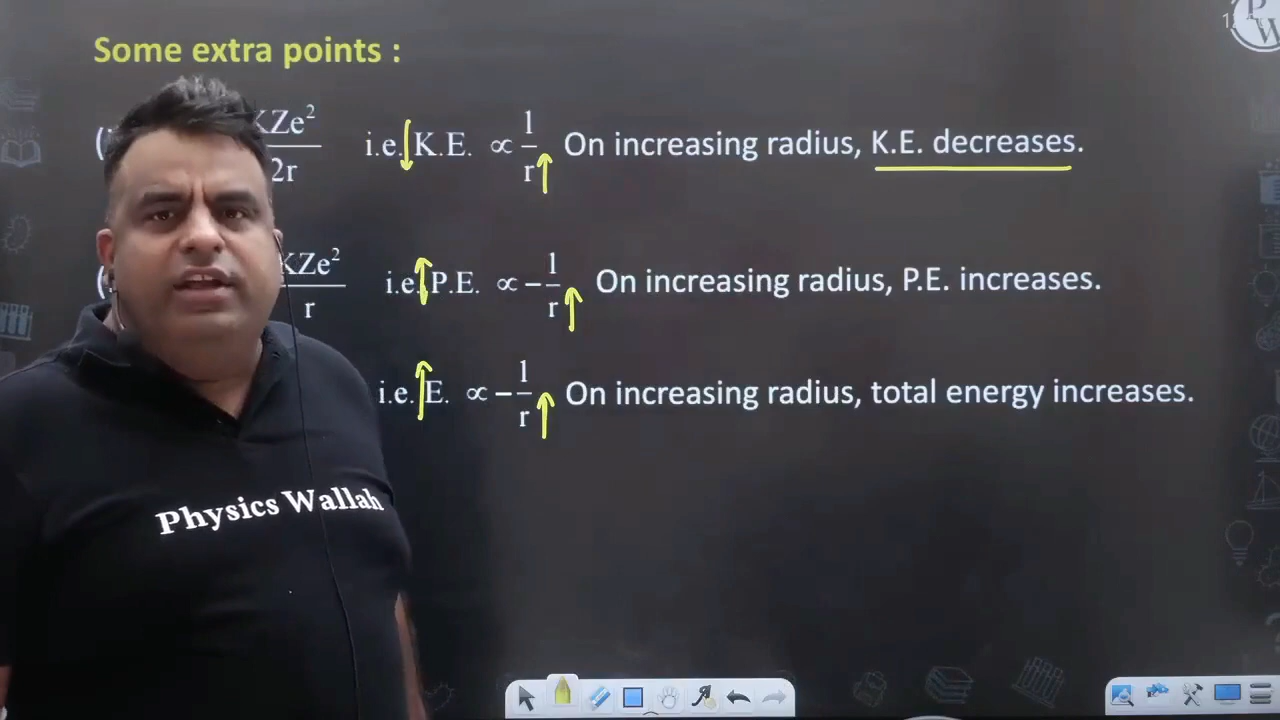 Some extra points :
KZe²
2r
i.e. K.E. ∝ 1/r On increasing radius, K.E. decreases.
KZe²
r
i.e. P.E. ∝ −1/r On increasing radius, P.E. increases.
i.e. E. ∝ −1/r On increasing radius, total energy increases.
Physics Wallah